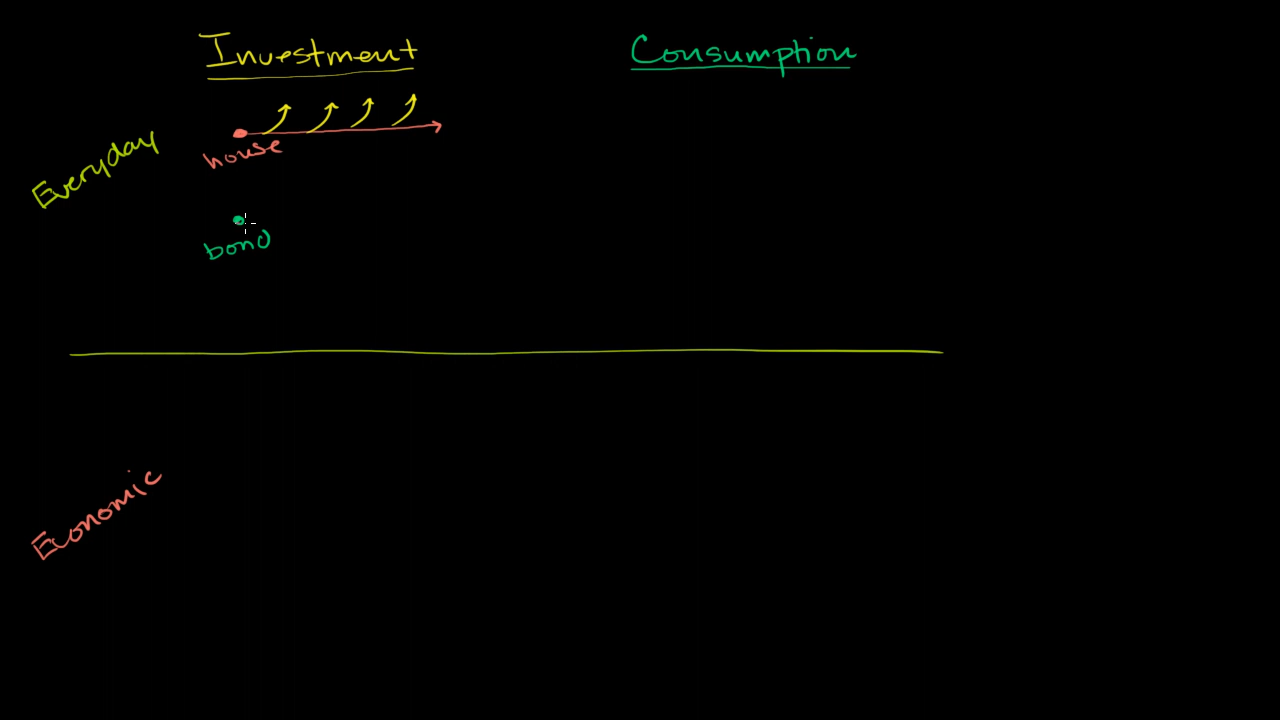 Investment
Consumption
Everyday
house
bond
Economic